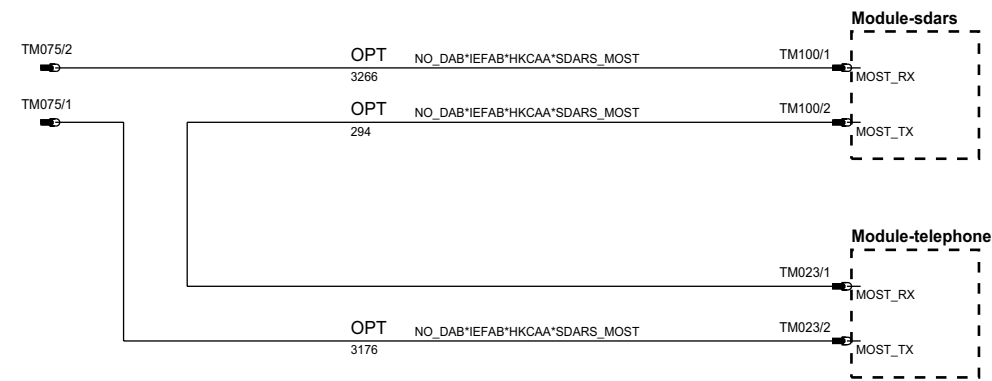 Module-sdars
TM075/2
OPT
NO_DAB*IEFAB*HKCAA*SDARS_MOST
TM100/1
3266
MOST_RX
TM075/1
OPT
NO_DAB*IEFAB*HKCAA*SDARS_MOST
TM100/2
294
MOST_TX
Module-telephone
TM023/1
MOST_RX
OPT
NO_DAB*IEFAB*HKCAA*SDARS_MOST
TM023/2
3176
MOST_TX